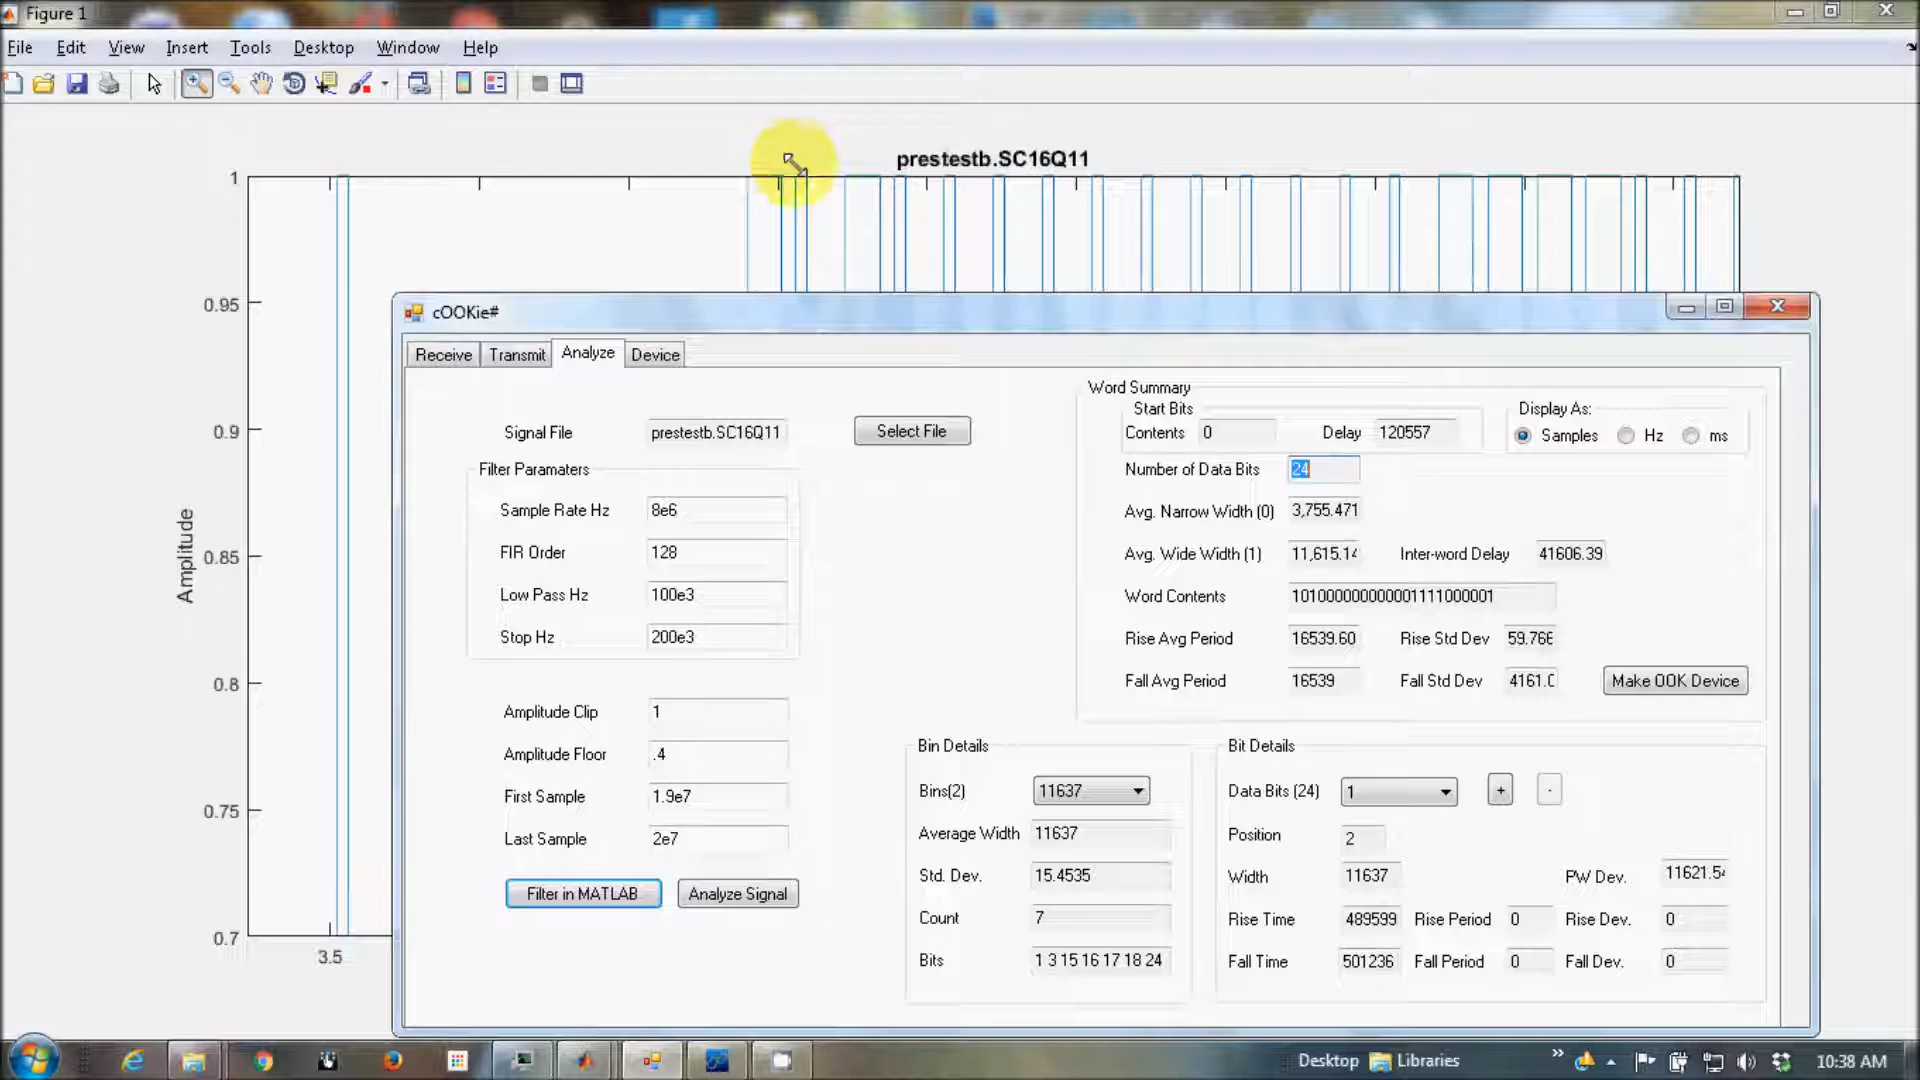 Figure 1
File Edit View Insert Tools Desktop Window Help
prestestb.SC16Q11
1
0.95
0.9
0.85
0.8
0.75
0.7
Amplitude
3.5
cOOKie#
Receive Transmit Analyze Device
Signal File prestestb.SC16Q11 Select File
Filter Paramaters
Sample Rate Hz 8e6
FIR Order 128
Low Pass Hz 100e3
Stop Hz 200e3
Amplitude Clip 1
Amplitude Floor .4
First Sample 1.9e7
Last Sample 2e7
Filter in MATLAB Analyze Signal
Word Summary
Start Bits
Contents 0 Delay 120557
Display As:
Samples Hz ms
Number of Data Bits 24
Avg. Narrow Width (0) 3,755.471
Avg. Wide Width (1) 11,615.14 Inter-word Delay 41606.39
Word Contents
Rise Avg Period 16539.60 Rise Std Dev 59.766
Fall Avg Period 16539 Fall Std Dev 4161.0
Make OOK Device
Bin Details
Bins(2) 11637
Average Width 11637
Std. Dev. 15.4535
Count 7
Bits 1 3 15 16 17 18 24
Bit Details
Data Bits (24) 1 + -
Position 2
Width 11637 PW Dev. 11621.54
Rise Time 489599 Rise Period 0 Rise Dev. 0
Fall Time 501236 Fall Period 0 Fall Dev. 0
Desktop Libraries 10:38 AM